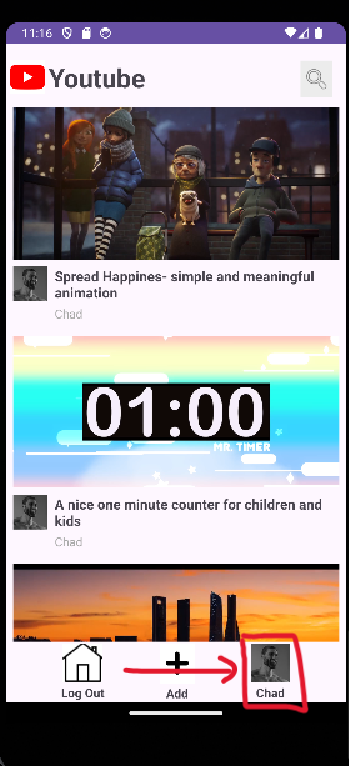 11:16
Youtube
Spread Happines- simple and meaningful
animation
Chad
01:00
MR. TIMER
A nice one minute counter for children and
kids
Chad
Log Out
Add
Chad